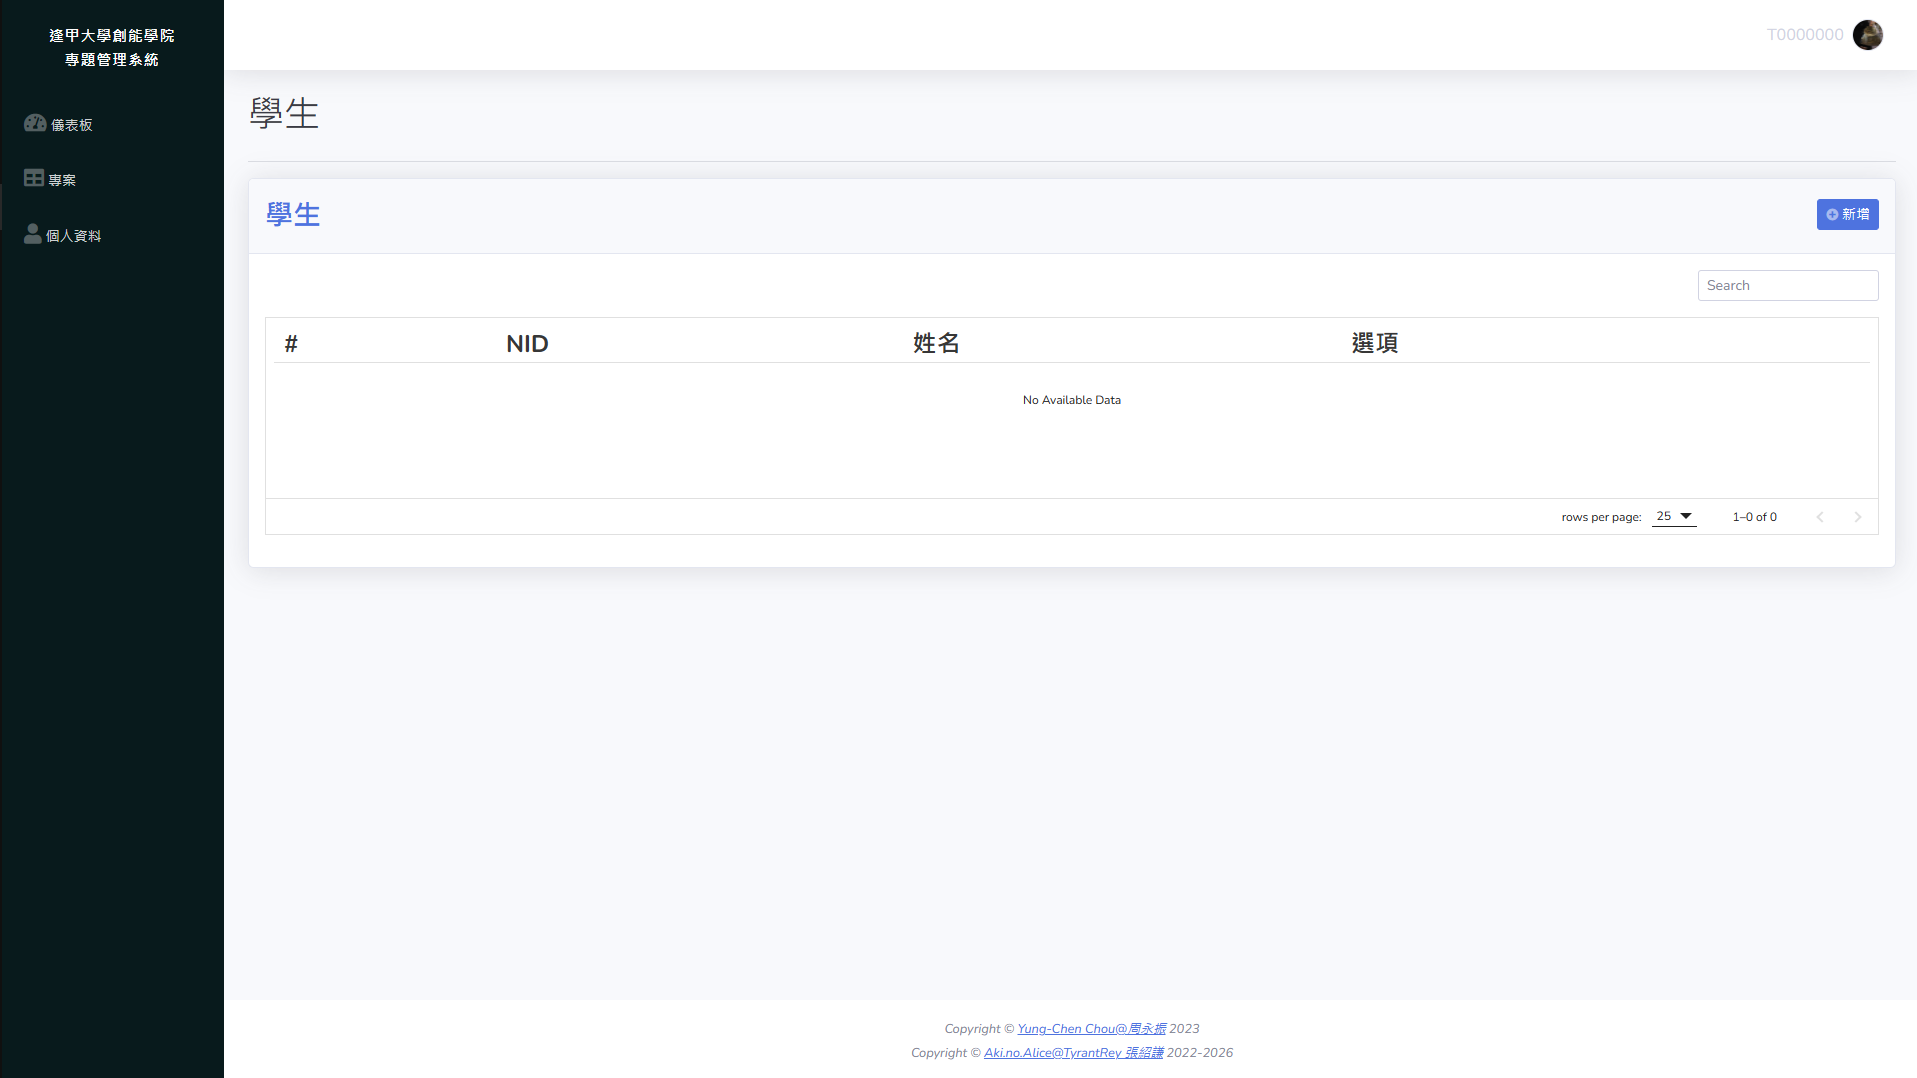 逢甲大學創能學院
專題管理系統
儀表板
專案
個人資料
T0000000
學生
學生
新增
Search
# NID 姓名 選項
No Available Data
rows per page: 25 1–0 of 0
Copyright © Yung-Chen Chou@周永振 2023
Copyright © Aki.no.Alice@TyrantRey 張紹謙 2022-2026